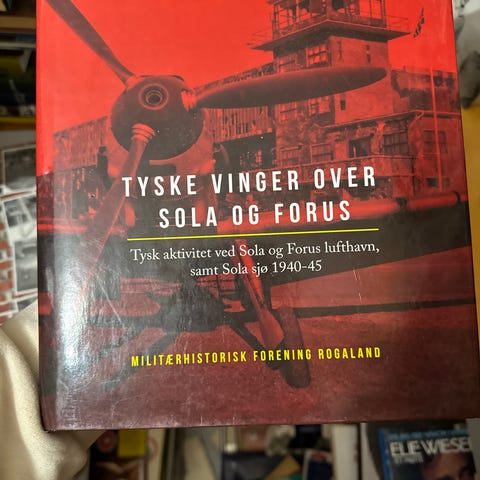 TYSKE VINGER OVER
SOLA OG FORUS
Tysk aktivitet ved Sola og Forus lufthavn,
samt Sola sjø 1940-45
MILITÆRHISTORISK FORENING ROGALAND
ELIE WIESEL